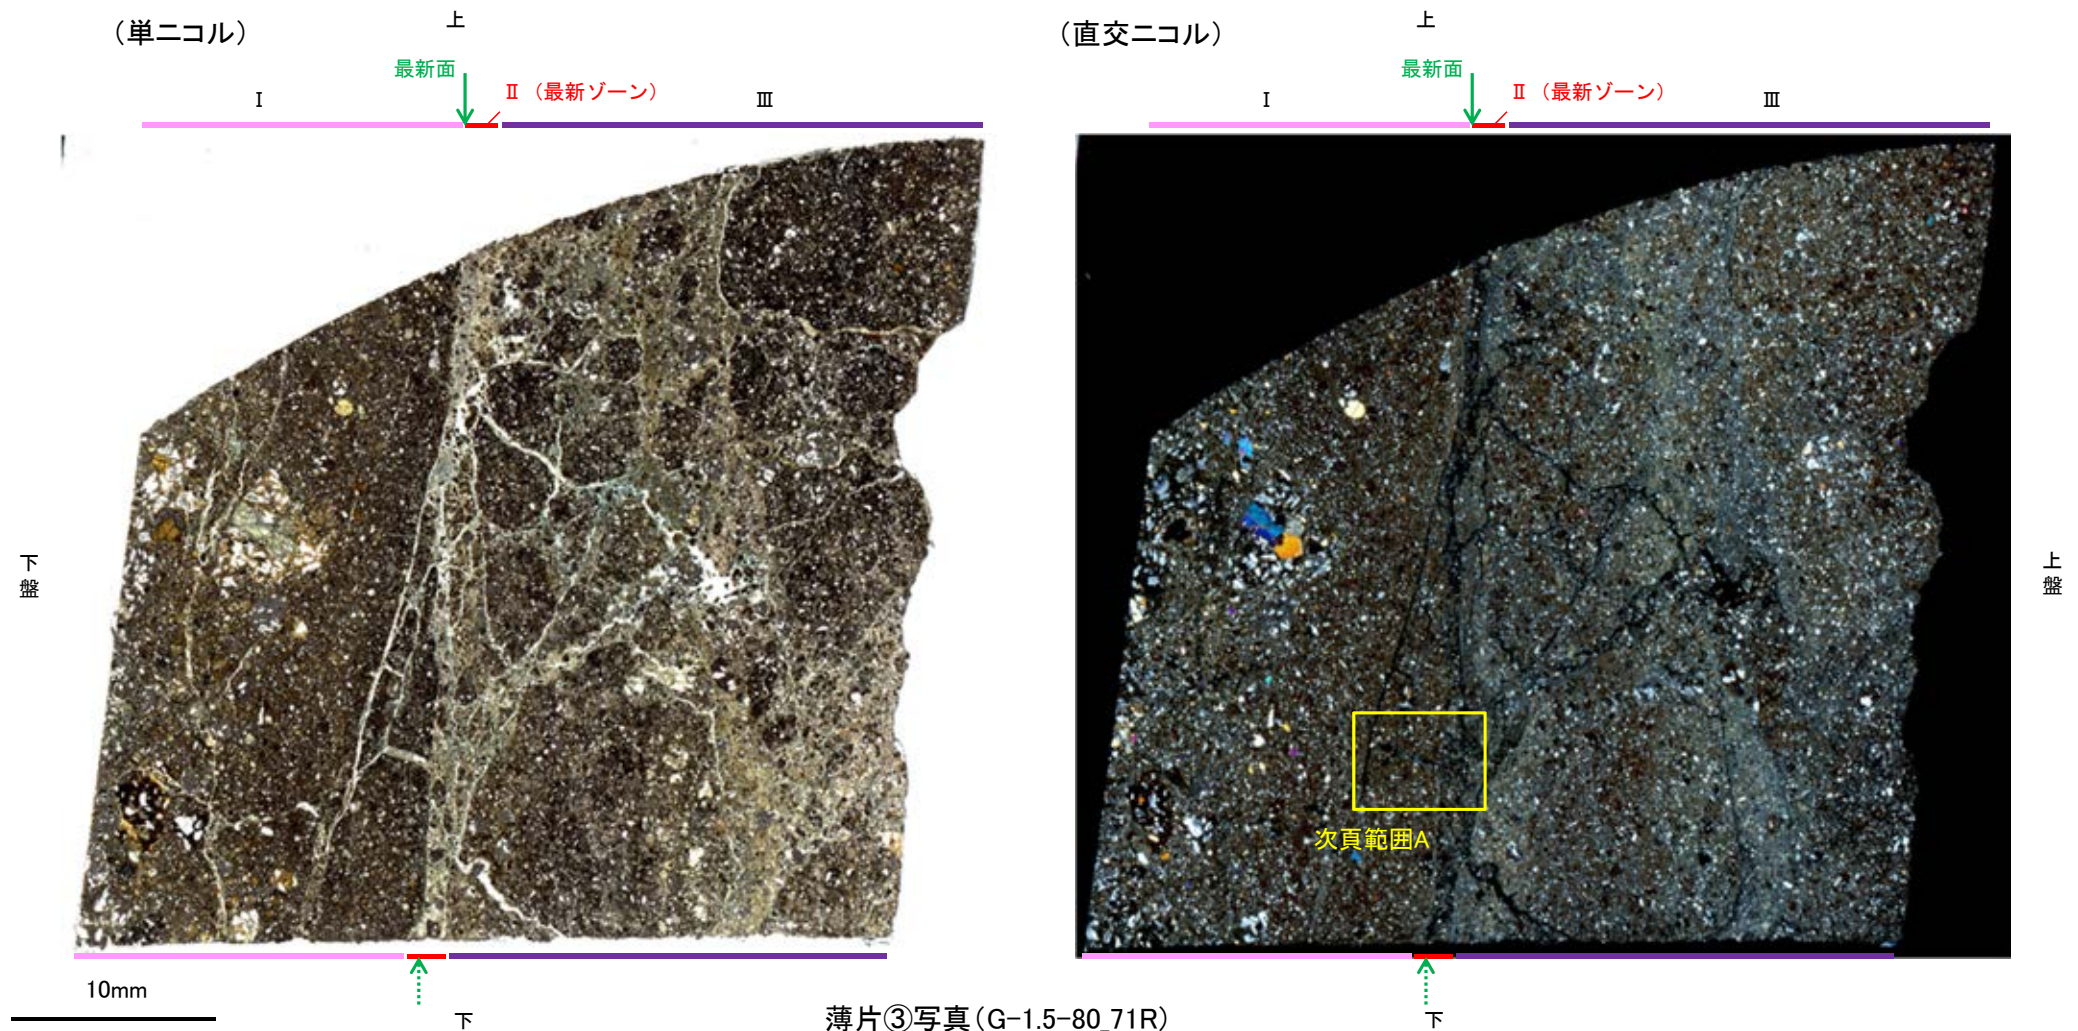 （単ニコル）
上
最新面
Ⅱ（最新ゾーン）
Ⅰ
Ⅲ
下盤
10mm
下
（直交ニコル）
上
最新面
Ⅱ（最新ゾーン）
Ⅰ
Ⅲ
上盤
次頁範囲A
下
薄片③写真（G-1.5-80_71R）